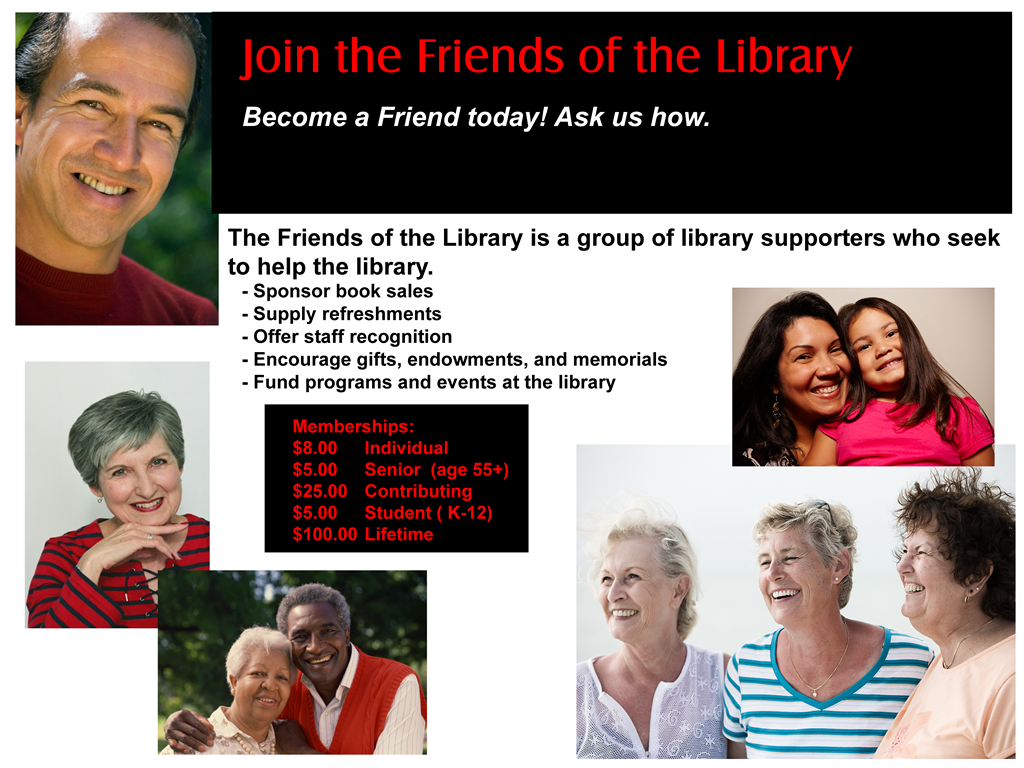 Join the Friends of the Library
Become a Friend today! Ask us how.
The Friends of the Library is a group of library supporters who seek
to help the library.
- Sponsor book sales
- Supply refreshments
- Offer staff recognition
- Encourage gifts, endowments, and memorials
- Fund programs and events at the library
Memberships:
$8.00 Individual
$5.00 Senior (age 55+)
$25.00 Contributing
$5.00 Student ( K-12)
$100.00 Lifetime